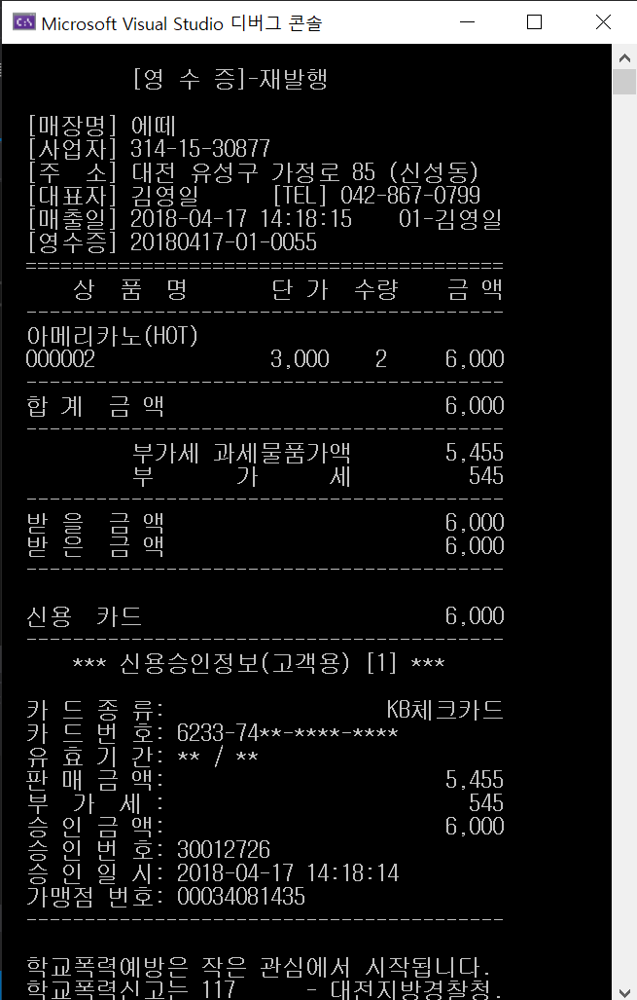 Microsoft Visual Studio 디버그 콘솔
[영 수 증]-재발행
[매장명] 에떼
[사업자] 314-15-30877
[주 소] 대전 유성구 가정로 85 (신성동)
[대표자] 김영일 [TEL] 042-867-0799
[매출일] 2018-04-17 14:18:15 01-김영일
[영수증] 20180417-01-0055
=========================================
상 품 명 단 가 수량 금 액
-----------------------------------------
아메리카노(HOT)
000002 3,000 2 6,000
-----------------------------------------
합 계 금 액 6,000
-----------------------------------------
부가세 과세물품가액 5,455
부 가 세 545
-----------------------------------------
받 을 금 액 6,000
받 은 금 액 6,000
-----------------------------------------
신용 카드 6,000
-----------------------------------------
*** 신용승인정보(고객용) [1] ***
카 드 종 류: KB체크카드
카 드 번 호: 6233-74**-****-****
유 효 기 간: ** / **
판 매 금 액: 5,455
부 가 세 : 545
승 인 금 액: 6,000
승 인 번 호: 30012726
승 인 일 시: 2018-04-17 14:18:14
가맹점 번호: 00034081435
-----------------------------------------
학교폭력예방은 작은 관심에서 시작됩니다.
학교폭력신고는 117 - 대전지방경찰청.